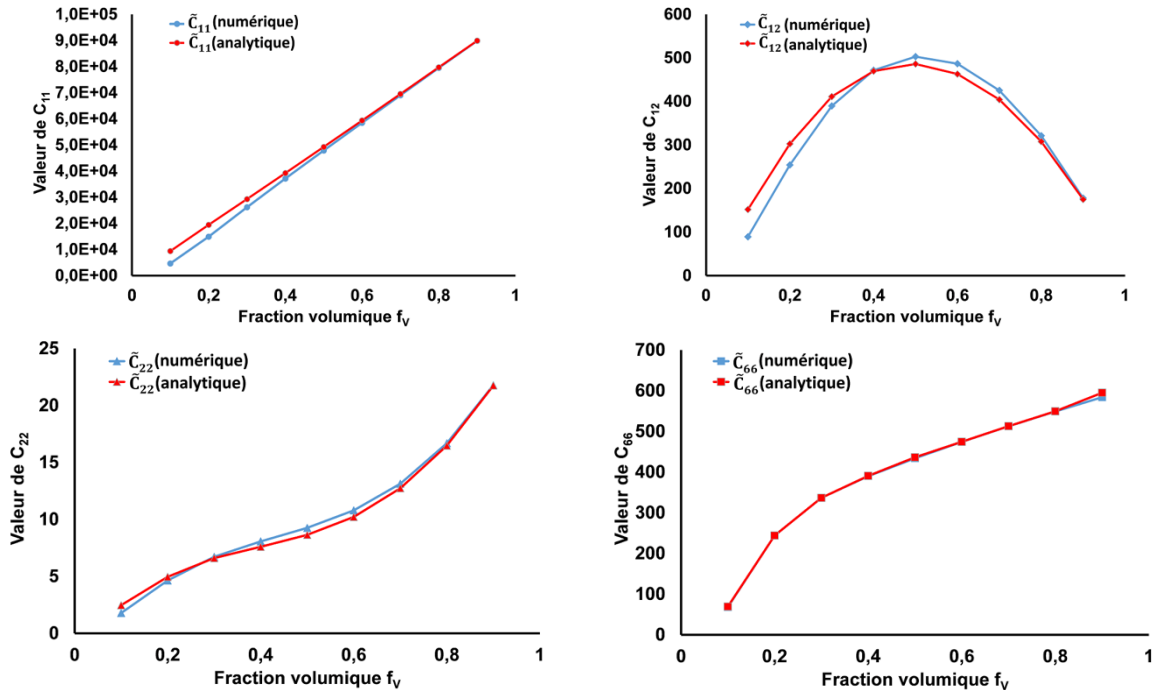 C̃₁₁(numérique)
C̃₁₁(analytique)
Valeur de C₁₁
1,0E+05
9,0E+04
8,0E+04
7,0E+04
6,0E+04
5,0E+04
4,0E+04
3,0E+04
2,0E+04
1,0E+04
0,0E+00
0 0,2 0,4 0,6 0,8 1
Fraction volumique fᵥ
C̃₁₂(numérique)
C̃₁₂(analytique)
Valeur de C₁₂
600
500
400
300
200
100
0
0 0,2 0,4 0,6 0,8 1
Fraction volumique fᵥ
C̃₂₂(numérique)
C̃₂₂(analytique)
Valeur de C₂₂
25
20
15
10
5
0
0 0,2 0,4 0,6 0,8 1
Fraction volumique fᵥ
C̃₆₆(numérique)
C̃₆₆(analytique)
Valeur de C₆₆
700
600
500
400
300
200
100
0
0 0,2 0,4 0,6 0,8 1
Fraction volumique fᵥ